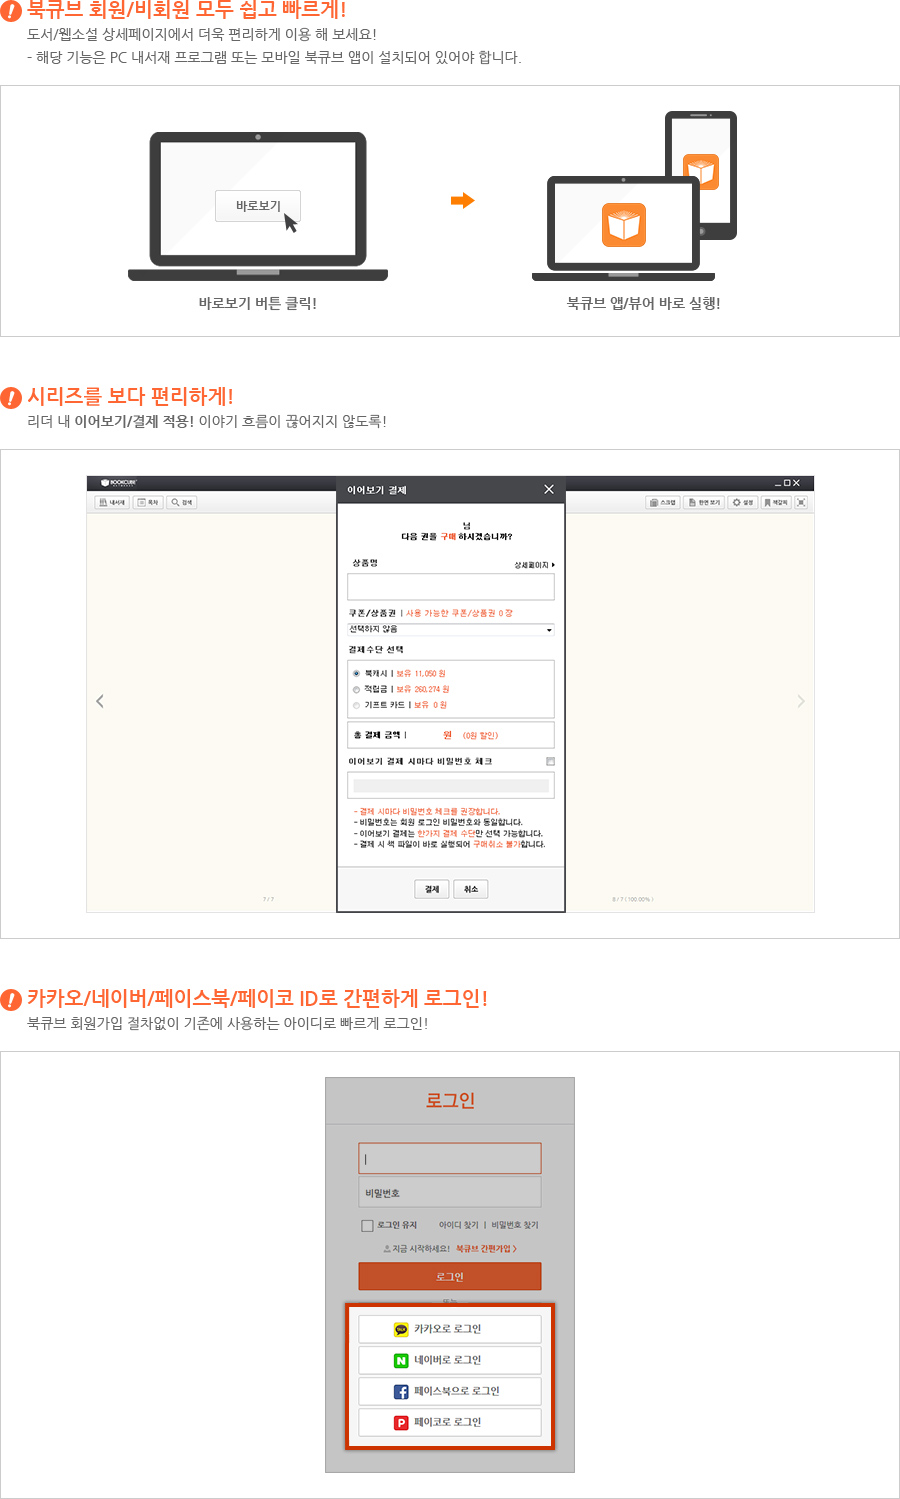 북큐브 회원/비회원 모두 쉽고 빠르게!
도서/웹소설 상세페이지에서 더욱 편리하게 이용 해 보세요!
- 해당 기능은 PC 내서재 프로그램 또는 모바일 북큐브 앱이 설치되어 있어야 합니다.
바로보기
바로보기 버튼 클릭!
북큐브 앱/뷰어 바로 실행!
시리즈를 보다 편리하게!
리더 내 이어보기/결제 적용! 이야기 흐름이 끊어지지 않도록!
BOOKCUBE
이어보기 결제
내서재 목차 검색
스크랩 한면 보기 설정 책갈피
님
다음 권을 구매 하시겠습니까?
상품명
상세페이지
쿠폰/상품권 | 사용 가능한 쿠폰/상품권 0 장
선택하지 않음
결제수단 선택
북캐시 | 보유 11,050 원
적립금 | 보유 260,274 원
기프트 카드 | 보유 0 원
총 결제 금액 | 원 (0원 할인)
이어보기 결제 시마다 비밀번호 체크
- 결제 시마다 비밀번호 체크를 권장합니다.
- 비밀번호는 회원 로그인 비밀번호와 동일합니다.
- 이어보기 결제는 한가지 결제 수단만 선택 가능합니다.
- 결제 시 책 파일이 바로 실행되어 구매취소 불가합니다.
결제 취소
7 / 7
8 / 7 ( 100.00% )
카카오/네이버/페이스북/페이코 ID로 간편하게 로그인!
북큐브 회원가입 절차없이 기존에 사용하는 아이디로 빠르게 로그인!
로그인
비밀번호
로그인 유지 아이디 찾기 | 비밀번호 찾기
지금 시작하세요! 북큐브 간편가입 >
로그인
카카오로 로그인
네이버로 로그인
페이스북으로 로그인
페이코로 로그인